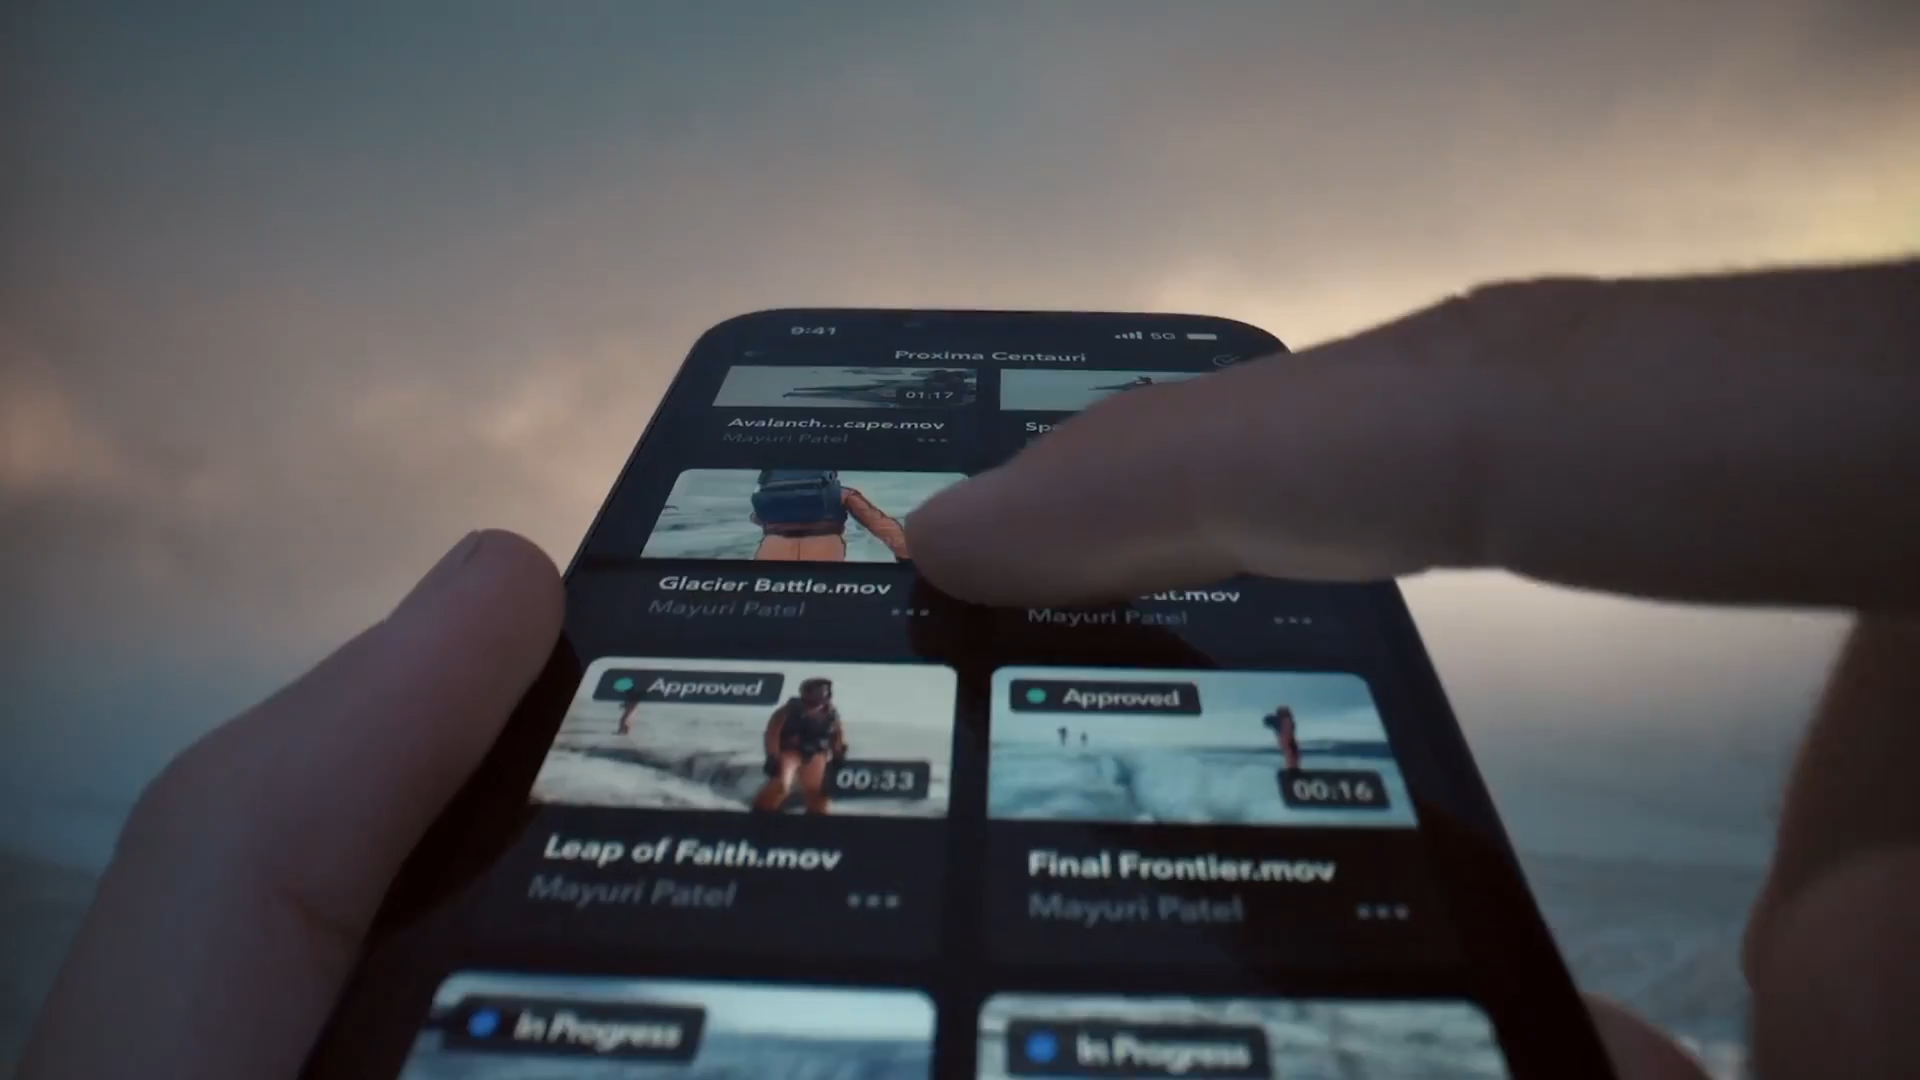 9:41 5G
Proxima Centauri
01:17
Avalanch...cape.mov
Mayuri Patel
Glacier Battle.mov
Mayuri Patel
Mayuri Patel
Approved
00:33
Approved
00:16
Leap of Faith.mov
Mayuri Patel
Final Frontier.mov
Mayuri Patel
In Progress
In Progress